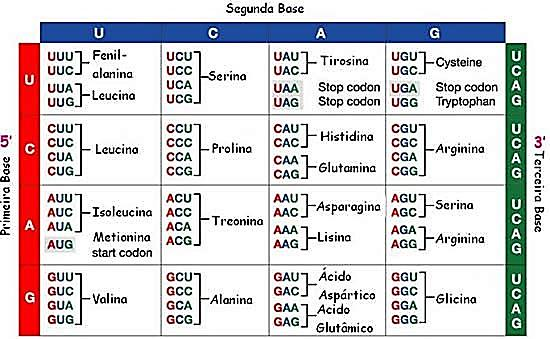 Segunda Base
U
C
A
G
5'
Primeira Base
U
UUU
UUC
Fenil-
alanina
UUA
UUG
Leucina
UCU
UCC
UCA
UCG
Serina
UAU
UAC
Tirosina
UAA Stop codon
UAG Stop codon
UGU
UGC
Cysteine
UGA Stop codon
UGG Tryptophan
U
C
A
G
C
CUU
CUC
CUA
CUG
Leucina
CCU
CCC
CCA
CCG
Prolina
CAU
CAC
Histidina
CAA
CAG
Glutamina
CGU
CGC
CGA
CGG
Arginina
U
C
A
G
A
AUU
AUC
AUA
Isoleucina
AUG
Metionina
start codon
ACU
ACC
ACA
ACG
Treonina
AAU
AAC
Asparagina
AAA
AAG
Lisina
AGU
AGC
Serina
AGA
AGG
Arginina
U
C
A
G
G
GUU
GUC
GUA
GUG
Valina
GCU
GCC
GCA
GCG
Alanina
GAU
GAC
Ácido
Aspártico
GAA
GAG
Acido
Glutâmico
GGU
GGC
GGA
GGG
Glicina
U
C
A
G
3'
Terceira Base